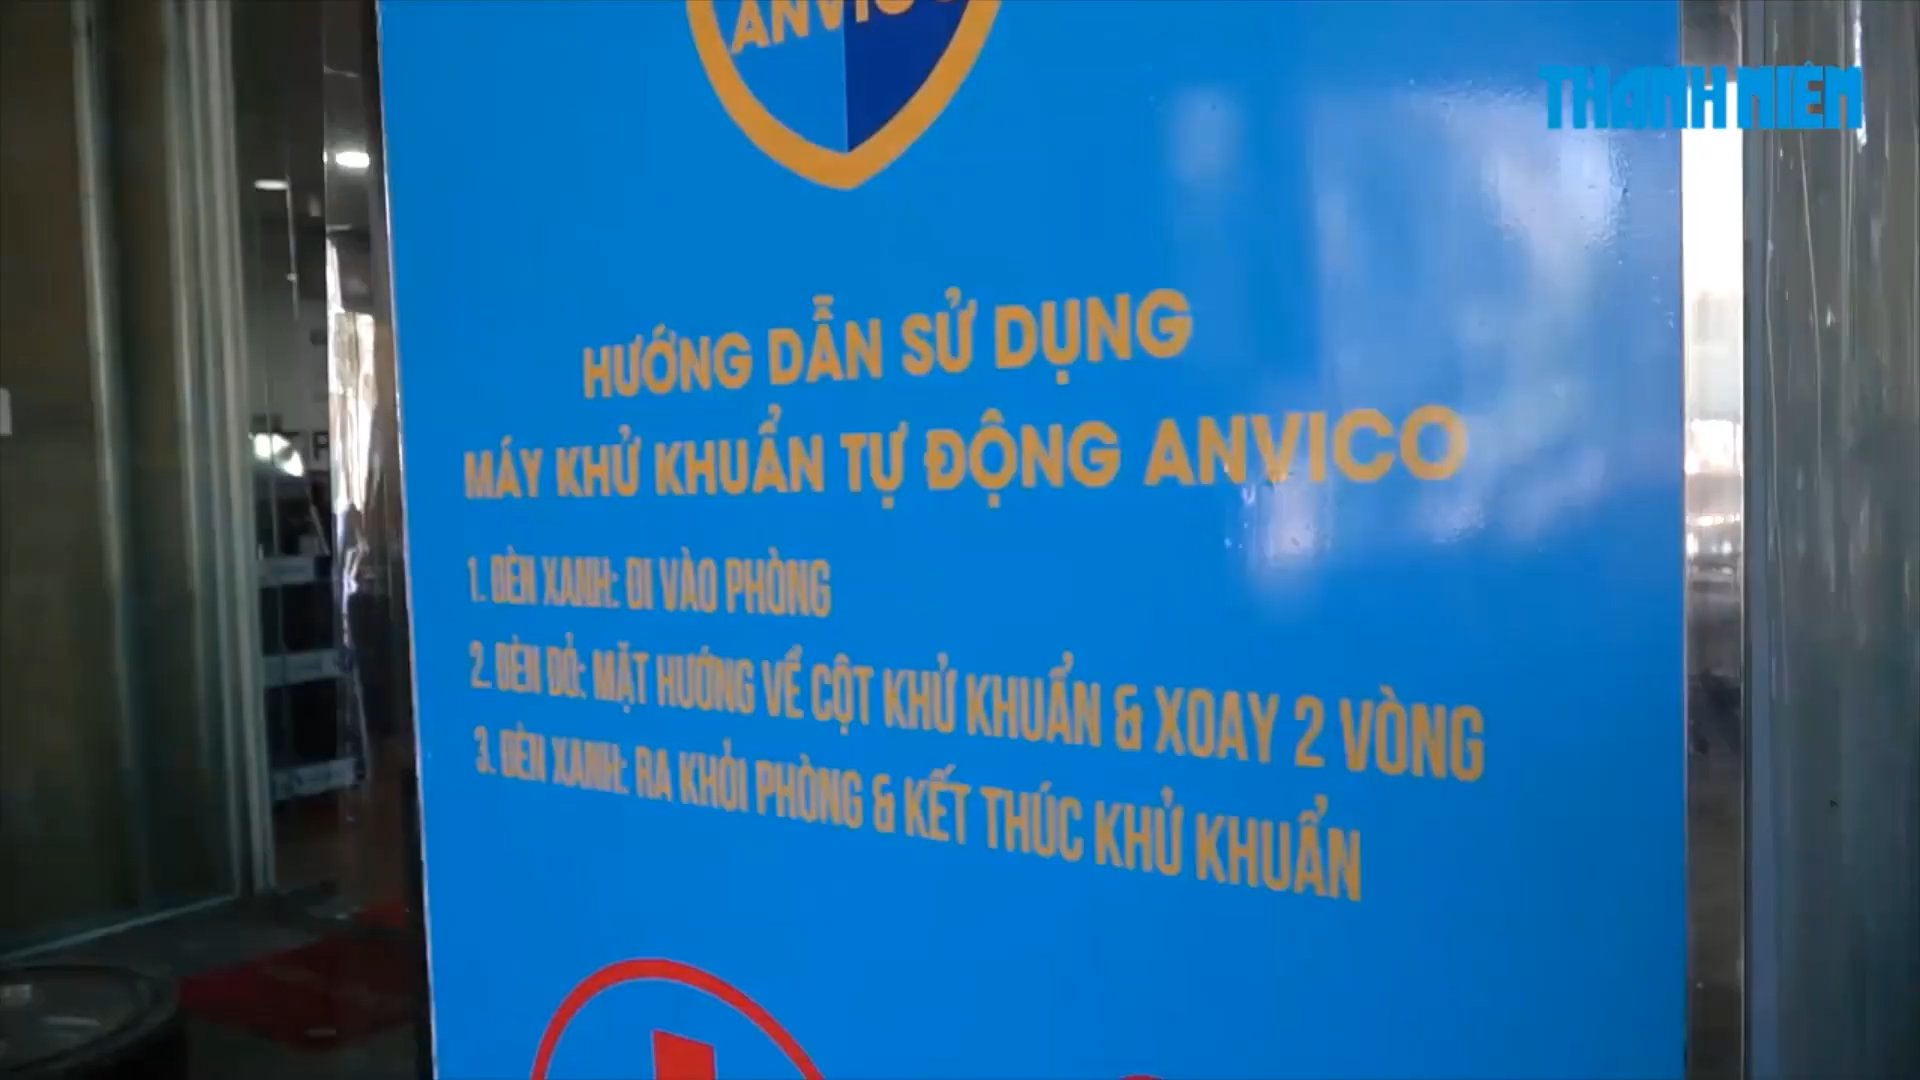 ANVICO
THANH NIÊN
HƯỚNG DẪN SỬ DỤNG
MÁY KHỬ KHUẨN TỰ ĐỘNG ANVICO
1. ĐÈN XANH: ĐI VÀO PHÒNG
2. ĐÈN ĐỎ: MẶT HƯỚNG VỀ CỘT KHỬ KHUẨN & XOAY 2 VÒNG
3. ĐÈN XANH: RA KHỎI PHÒNG & KẾT THÚC KHỬ KHUẨN